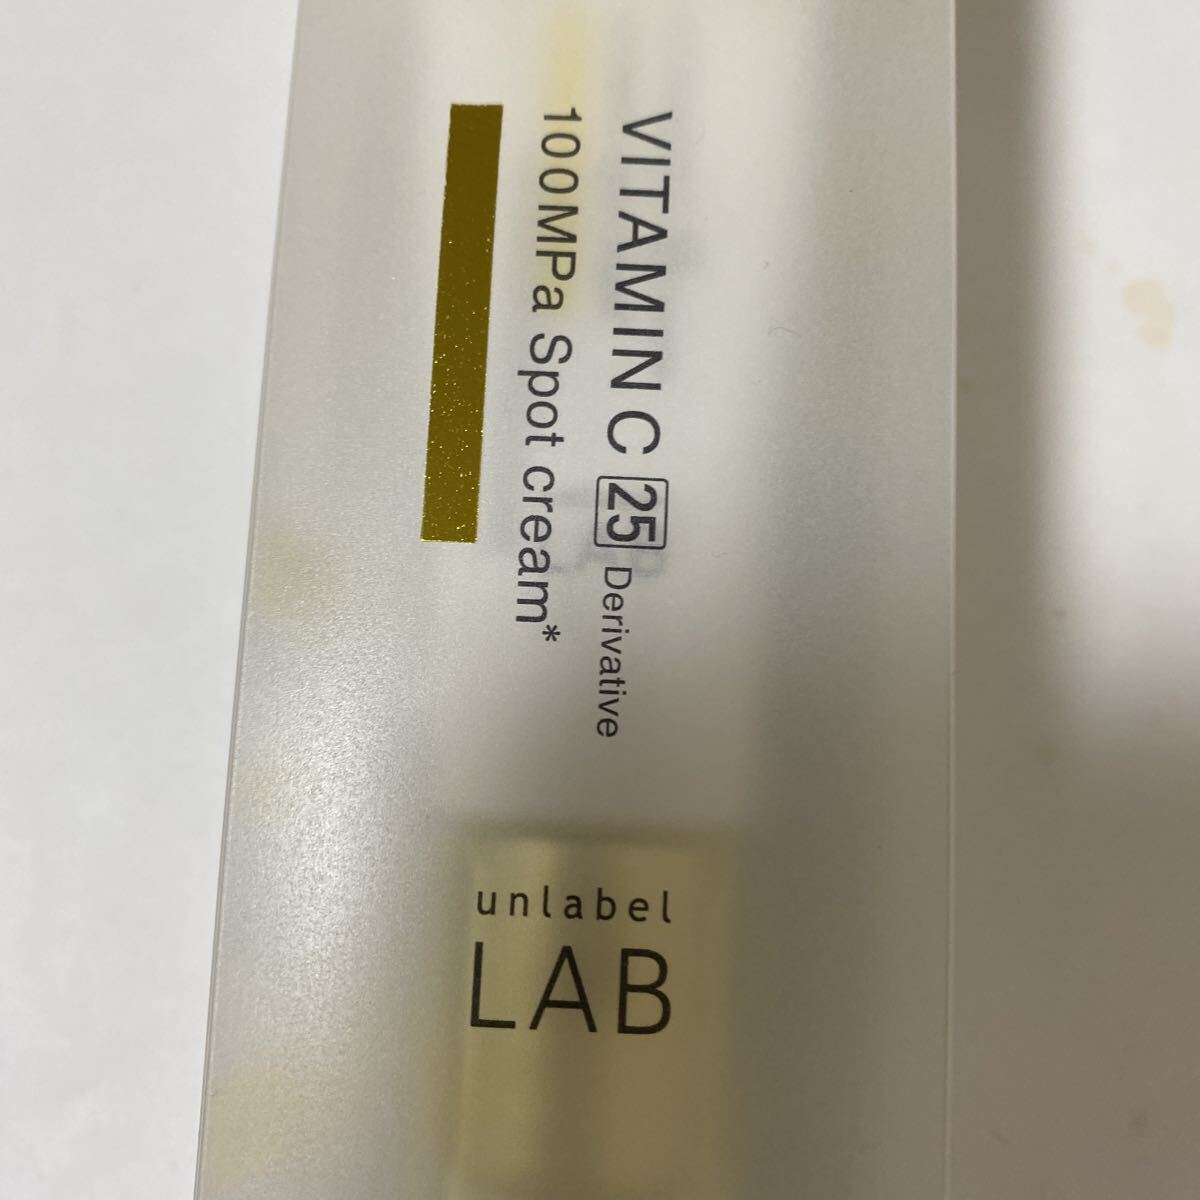 VITAMIN C 25 Derivative
100MPa Spot cream*
unlabel
LAB